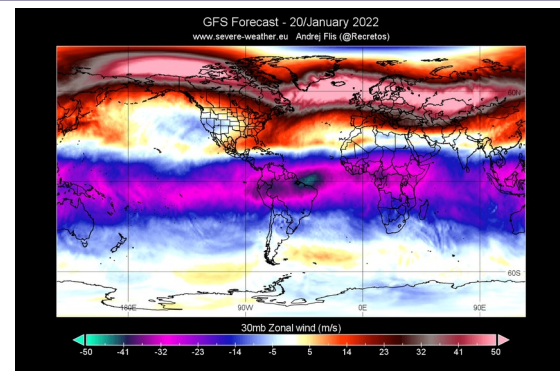 GFS Forecast - 20/January 2022
www.severe-weather.eu Andrej Flis (@Recretos)
60N
60S
180E 90W 0E 90E
30mb Zonal wind (m/s)
-50 -41 -32 -23 -14 -5 5 14 23 32 41 50